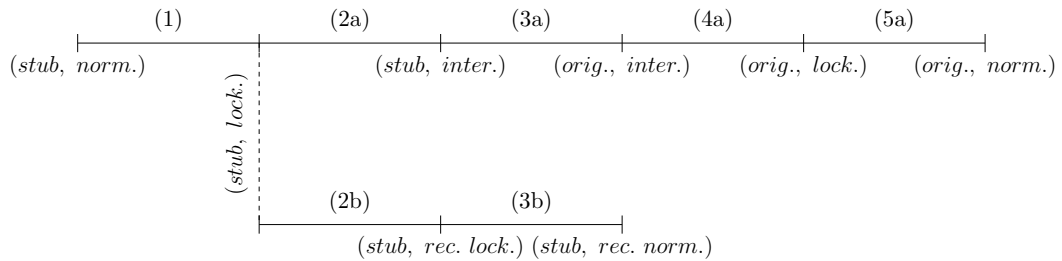 (1) (2a) (3a) (4a) (5a)
(stub, norm.) (stub, inter.) (orig., inter.) (orig., lock.) (orig., norm.)
(stub, lock.)
(2b) (3b)
(stub, rec. lock.) (stub, rec. norm.)